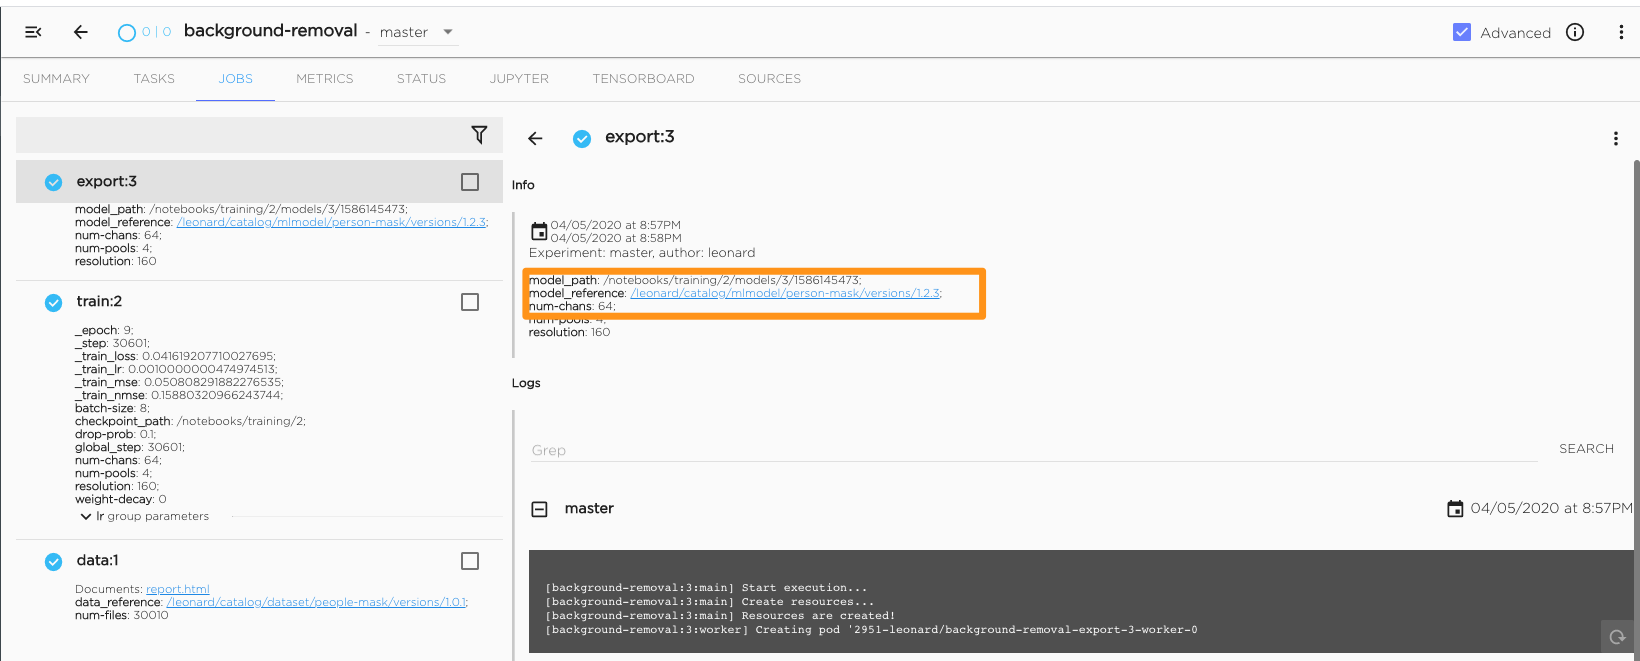 0 | 0 background-removal - master
Advanced
SUMMARY TASKS JOBS METRICS STATUS JUPYTER TENSORBOARD SOURCES
export:3
model_path: /notebooks/training/2/models/3/1586145473;
model_reference: /leonard/catalog/mlmodel/person-mask/versions/1.2.3;
num-chans: 64;
num-pools: 4;
resolution: 160
train:2
_epoch: 9;
_step: 30601;
_train_loss: 0.041619207710027695;
_train_lr: 0.0010000000474974513;
_train_mse: 0.050808291882276535;
_train_nmse: 0.15880320966243744;
batch-size: 8;
checkpoint_path: /notebooks/training/2;
drop-prob: 0.1;
global_step: 30601;
num-chans: 64;
num-pools: 4;
resolution: 160;
weight-decay: 0
lr group parameters
data:1
Documents: report.html
data_reference: /leonard/catalog/dataset/people-mask/versions/1.0.1;
num-files: 30010
export:3
Info
04/05/2020 at 8:57PM
04/05/2020 at 8:58PM
Experiment: master, author: leonard
model_path: /notebooks/training/2/models/3/1586145473;
model_reference: /leonard/catalog/mlmodel/person-mask/versions/1.2.3;
num-chans: 64;
num-pools: 4;
resolution: 160
Logs
Grep
SEARCH
master
04/05/2020 at 8:57PM
[background-removal:3:main] Start execution...
[background-removal:3:main] Create resources...
[background-removal:3:main] Resources are created!
[background-removal:3:worker] Creating pod '2951-leonard/background-removal-export-3-worker-0